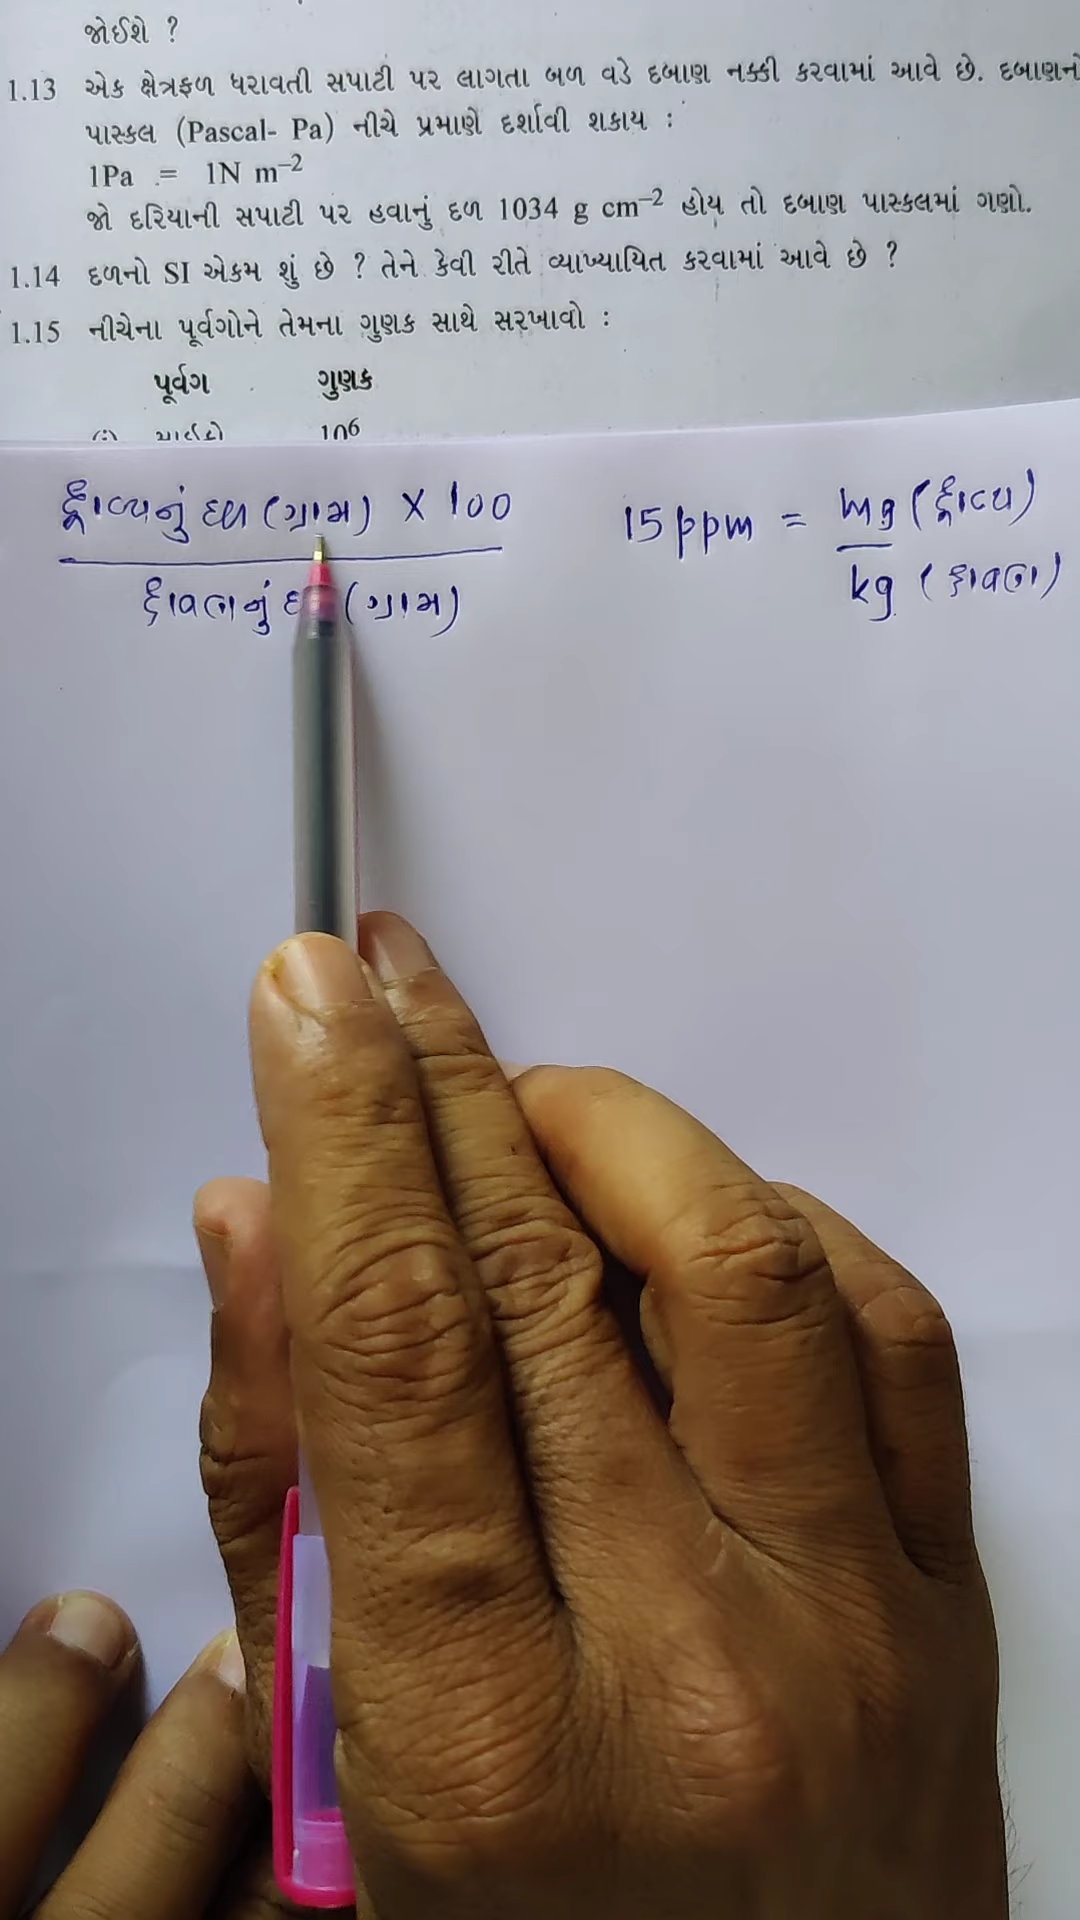 જોઈશે ?
1.13 એક ક્ષેત્રફળ ધરાવતી સપાટી પર લાગતા બળ વડે દબાણ નક્કી કરવામાં આવે છે. દબાણનો
પાસ્કલ (Pascal- Pa) નીચે પ્રમાણે દર્શાવી શકાય :
1Pa = 1N m⁻²
જો દરિયાની સપાટી પર હવાનું દળ 1034 g cm⁻² હોય તો દબાણ પાસ્કલમાં ગણો.
1.14 દળનો SI એકમ શું છે ? તેને કેવી રીતે વ્યાખ્યાયિત કરવામાં આવે છે ?
1.15 નીચેના પૂર્વગોને તેમના ગુણક સાથે સરખાવો :
પૂર્વગ ગુણક
(i) માઈક્રો 10⁶
દ્રાવ્યનું દળ (ગ્રામ) × 100
દ્રાવણનું (ગ્રામ)
15 ppm = mg (દ્રાવ્ય)
kg (દ્રાવણ)